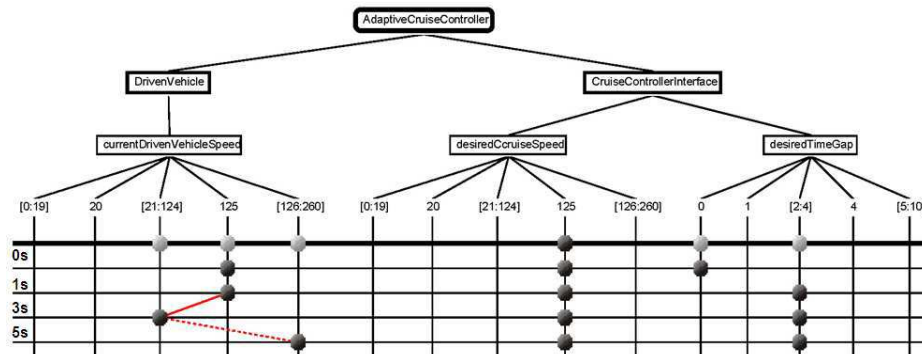 AdaptiveCruiseController
DrivenVehicle CruiseControllerInterface
currentDrivenVehicleSpeed desiredCcruiseSpeed desiredTimeGap
[0:19] 20 [21:124] 125 [126:260] [0:19] 20 [21:124] 125 [126:260] 0 1 [2:4] 4 [5:10
0s
1s
3s
5s